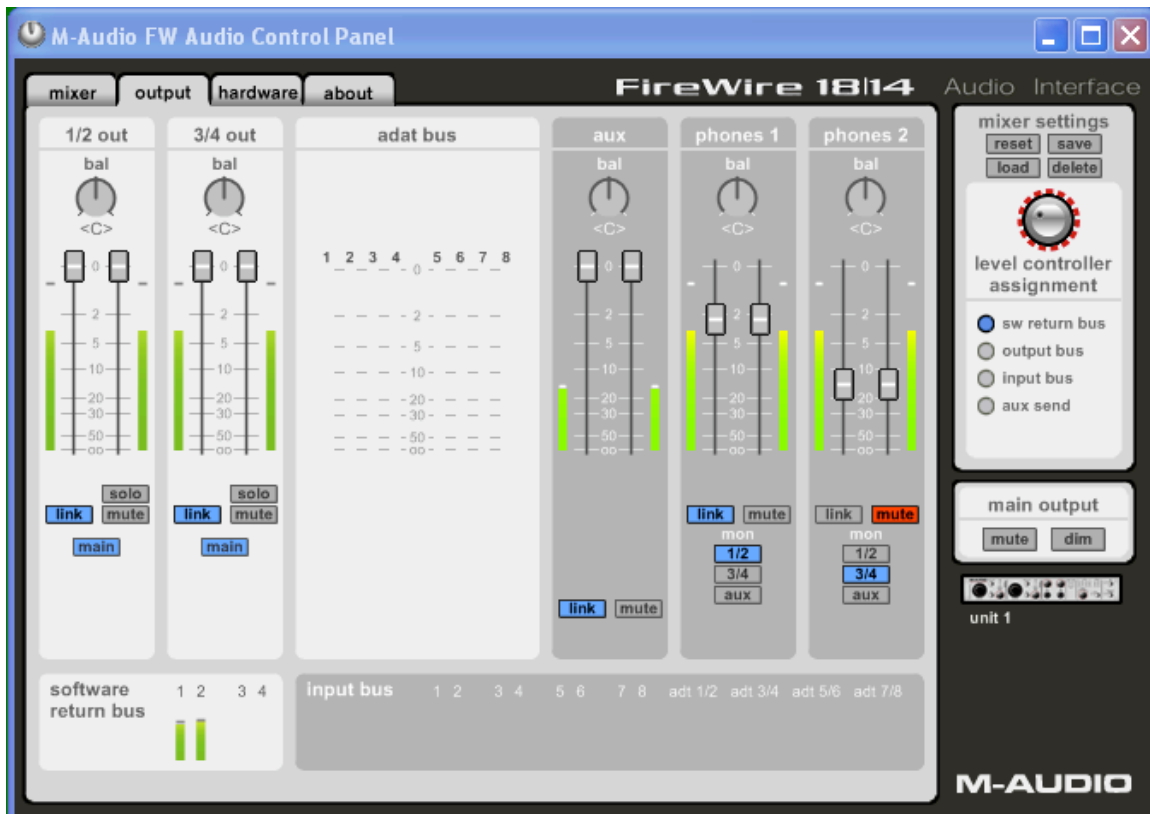 M-Audio FW Audio Control Panel
mixer output hardware about
FireWire 18|14 Audio Interface
1/2 out
bal
<C>
0
2
5
10
20
30
50
∞
solo
link mute
main
3/4 out
bal
<C>
0
2
5
10
20
30
50
∞
solo
link mute
main
adat bus
1 2 3 4 5 6 7 8
0
2
5
10
20
30
50
∞
aux
bal
<C>
0
2
5
10
20
30
50
∞
link mute
phones 1
bal
<C>
0
2
5
10
20
30
50
∞
link mute
mon
1/2
3/4
aux
phones 2
bal
<C>
0
2
5
10
20
30
50
∞
link mute
mon
1/2
3/4
aux
software
return bus
1 2 3 4
input bus 1 2 3 4 5 6 7 8 adt 1/2 adt 3/4 adt 5/6 adt 7/8
mixer settings
reset save
load delete
level controller
assignment
sw return bus
output bus
input bus
aux send
main output
mute dim
unit 1
M-AUDIO